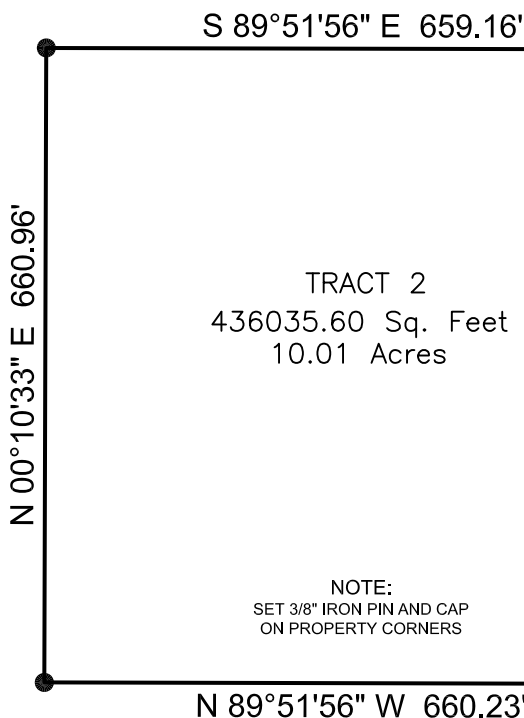 S 89°51'56" E 659.16'
N 00°10'33" E 660.96'
TRACT 2
436035.60 Sq. Feet
10.01 Acres
NOTE:
SET 3/8" IRON PIN AND CAP
ON PROPERTY CORNERS
N 89°51'56" W 660.23'